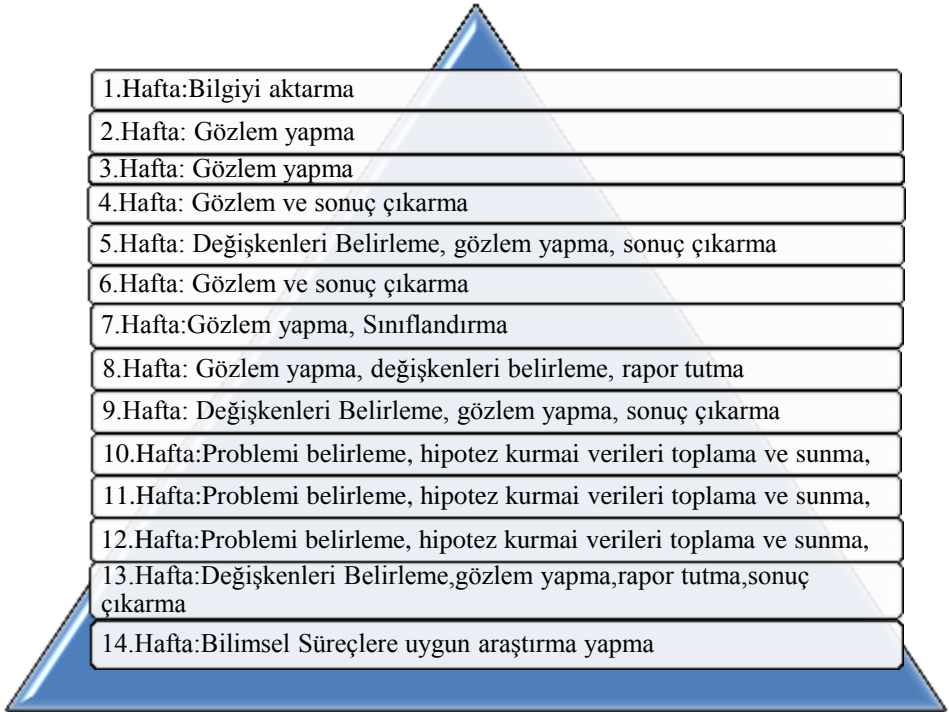 1.Hafta:Bilgiyi aktarma
2.Hafta: Gözlem yapma
3.Hafta: Gözlem yapma
4.Hafta: Gözlem ve sonuç çıkarma
5.Hafta: Değişkenleri Belirleme, gözlem yapma, sonuç çıkarma
6.Hafta: Gözlem ve sonuç çıkarma
7.Hafta:Gözlem yapma, Sınıflandırma
8.Hafta: Gözlem yapma, değişkenleri belirleme, rapor tutma
9.Hafta: Değişkenleri Belirleme, gözlem yapma, sonuç çıkarma
10.Hafta:Problemi belirleme, hipotez kurmai verileri toplama ve sunma,
11.Hafta:Problemi belirleme, hipotez kurmai verileri toplama ve sunma,
12.Hafta:Problemi belirleme, hipotez kurmai verileri toplama ve sunma,
13.Hafta:Değişkenleri Belirleme,gözlem yapma,rapor tutma,sonuç
çıkarma
14.Hafta:Bilimsel Süreçlere uygun araştırma yapma